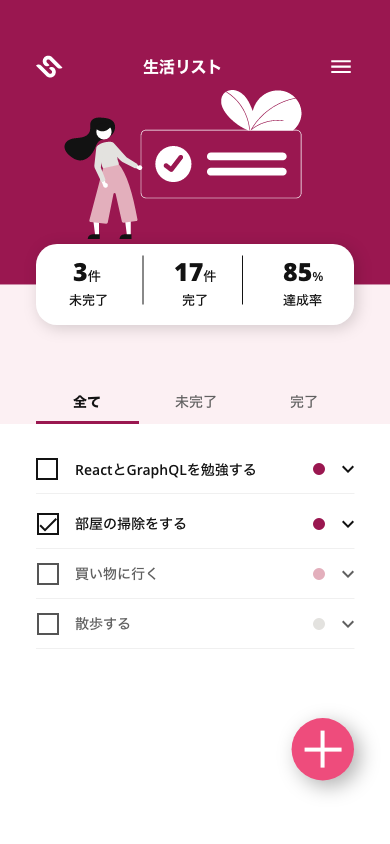 生活リスト
3件 17件 85%
未完了 完了 達成率
全て 未完了 完了
ReactとGraphQLを勉強する
部屋の掃除をする
買い物に行く
散歩する